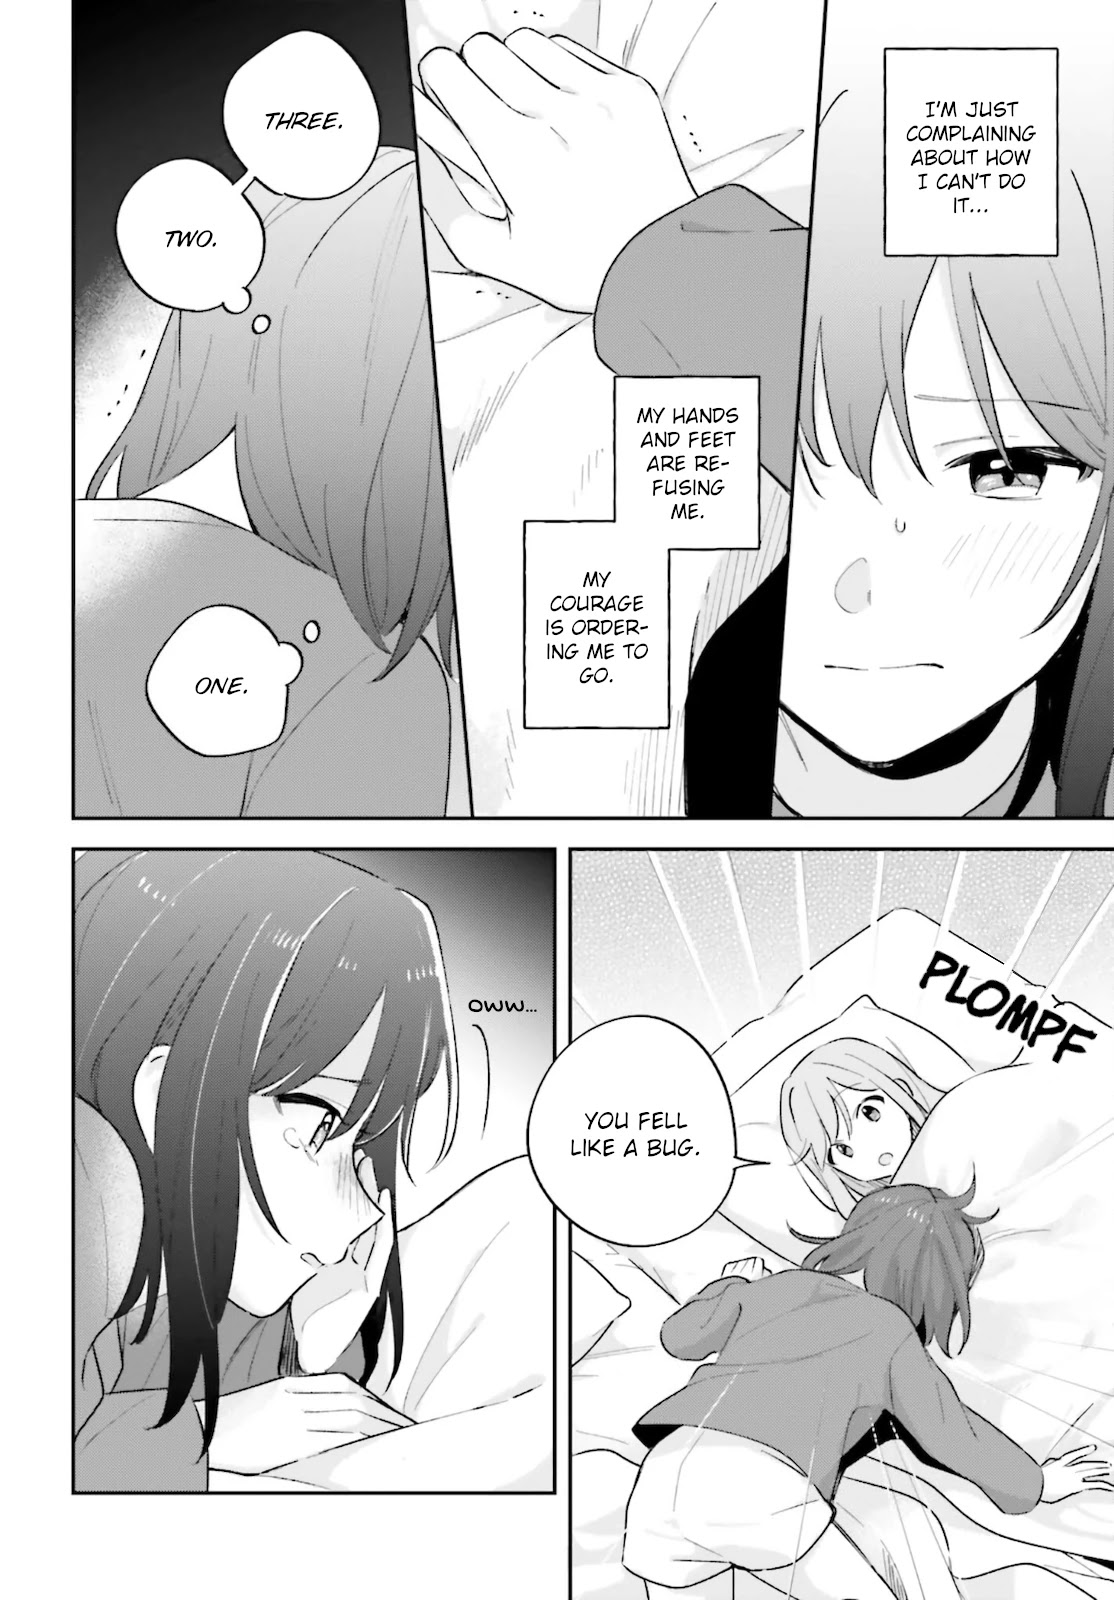 I'M JUST
COMPLAINING
ABOUT HOW
I CAN'T DO
IT...
MY HANDS
AND FEET
ARE RE-
FUSING
ME.
MY
COURAGE
IS ORDER-
ING ME TO
GO.
THREE.
TWO.
ONE.
PLOMPF
YOU FELL
LIKE A BUG.
OWW...